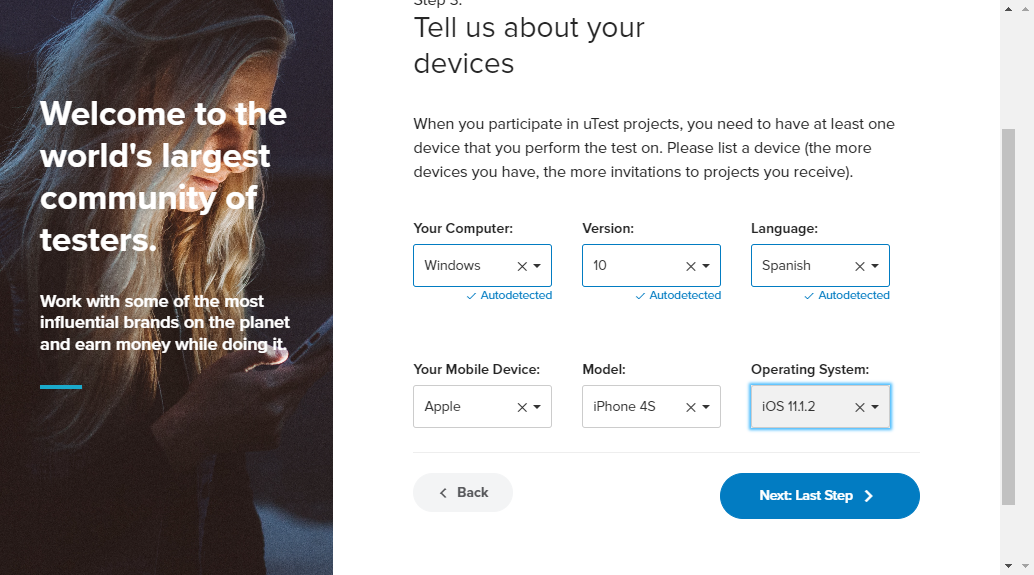 Step 3:
Tell us about your
devices
Welcome to the
world's largest
community of
testers.
Work with some of the most
influential brands on the planet
and earn money while doing it.
When you participate in uTest projects, you need to have at least one
device that you perform the test on. Please list a device (the more
devices you have, the more invitations to projects you receive).
Your Computer: Version: Language:
Windows 10 Spanish
Autodetected Autodetected Autodetected
Your Mobile Device: Model: Operating System:
Apple iPhone 4S iOS 11.1.2
Back Next: Last Step